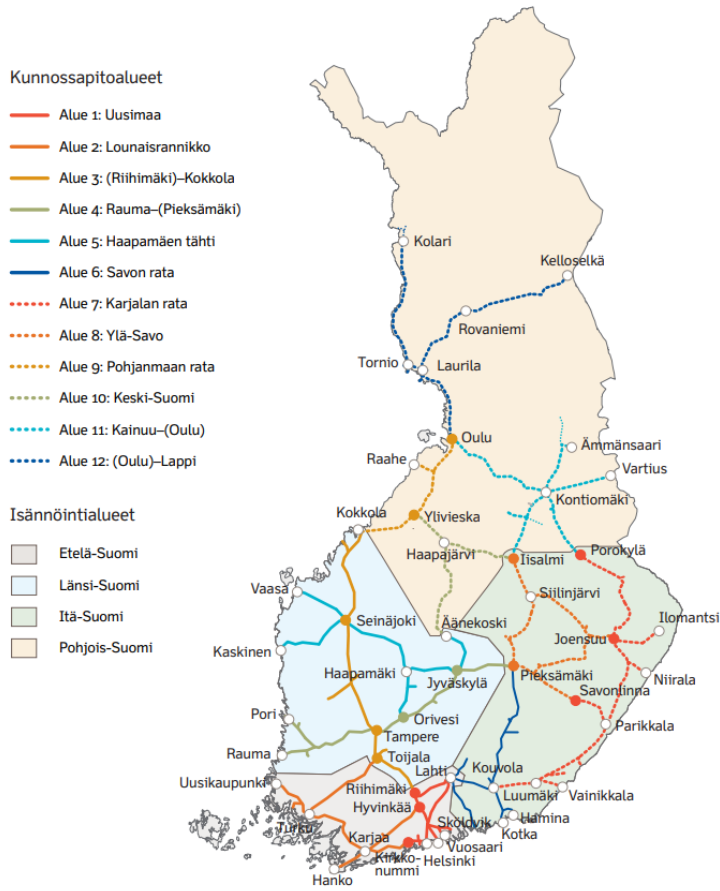 Kunnossapitoalueet
Alue 1: Uusimaa
Alue 2: Lounaisrannikko
Alue 3: (Riihimäki)–Kokkola
Alue 4: Rauma–(Pieksämäki)
Alue 5: Haapamäen tähti
Alue 6: Savon rata
Alue 7: Karjalan rata
Alue 8: Ylä-Savo
Alue 9: Pohjanmaan rata
Alue 10: Keski-Suomi
Alue 11: Kainuu–(Oulu)
Alue 12: (Oulu)–Lappi
Isännöintialueet
Etelä-Suomi
Länsi-Suomi
Itä-Suomi
Pohjois-Suomi
Kolari
Kelloselkä
Rovaniemi
Tornio
Laurila
Oulu
Ämmänsaari
Raahe
Vartius
Kontiomäki
Ylivieska
Kokkola
Haapajärvi
Iisalmi
Porokylä
Vaasa
Siilinjärvi
Ilomantsi
Seinäjoki
Äänekoski
Joensuu
Kaskinen
Haapamäki
Jyväskylä
Pieksämäki
Niirala
Savonlinna
Pori
Orivesi
Parikkala
Tampere
Rauma
Toijala
Lahti
Kouvola
Uusikaupunki
Riihimäki
Luumäki
Vainikkala
Hyvinkää
Hamina
Turku
Sköldvik
Kotka
Karjaa
Vuosaari
Kirkko-
nummi
Helsinki
Hanko